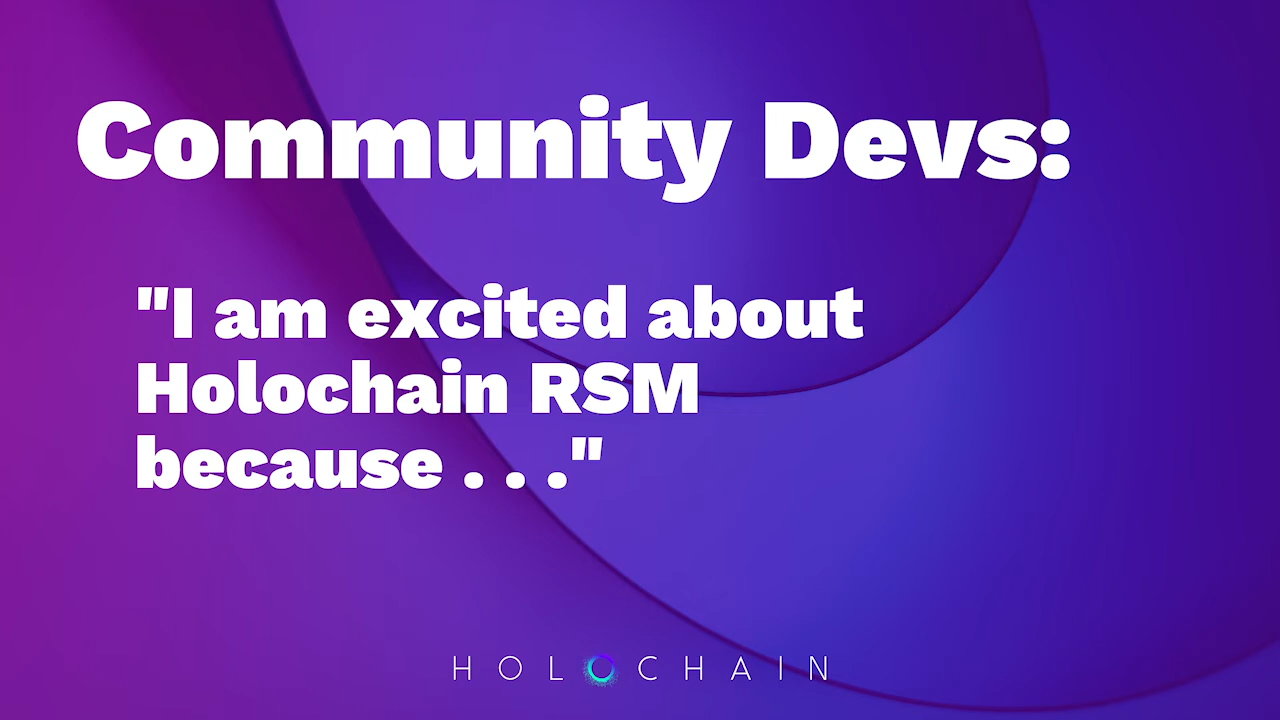 Community Devs:
"I am excited about
Holochain RSM
because . . ."
HOLOCHAIN